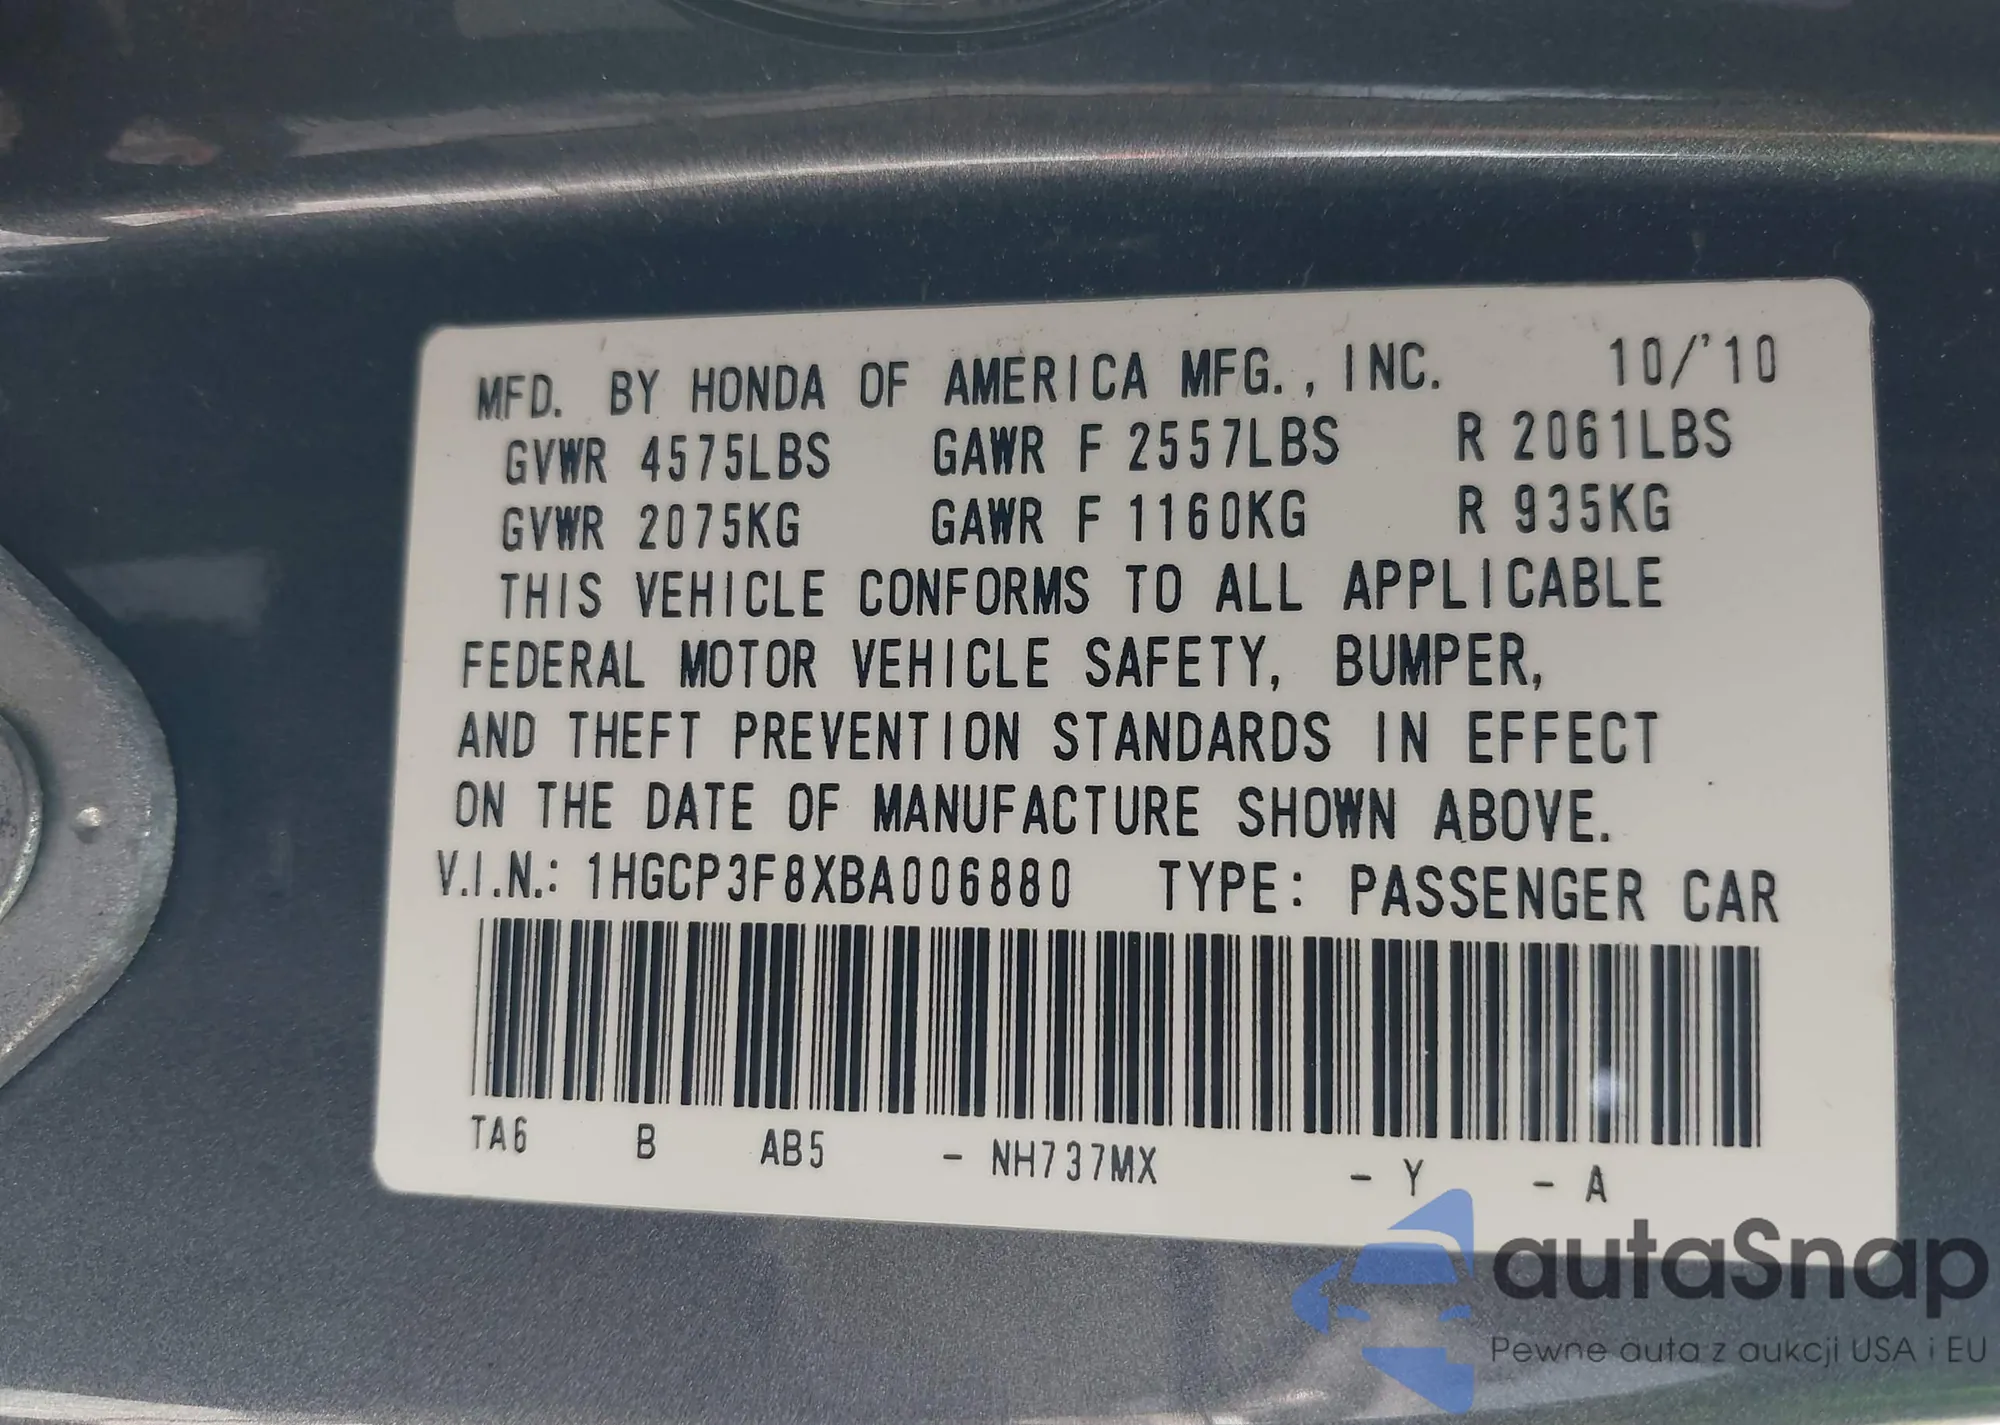 MFD. BY HONDA OF AMERICA MFG., INC. 10/'10
GVWR 4575LBS GAWR F 2557LBS R 2061LBS
GVWR 2075KG GAWR F 1160KG R 935KG
THIS VEHICLE CONFORMS TO ALL APPLICABLE
FEDERAL MOTOR VEHICLE SAFETY, BUMPER,
AND THEFT PREVENTION STANDARDS IN EFFECT
ON THE DATE OF MANUFACTURE SHOWN ABOVE.
V.I.N.: 1HGCP3F8XBA006880 TYPE: PASSENGER CAR
TA6 B AB5 - NH737MX - Y - A
autaSnap
Pewne auta z aukcji USA i EU